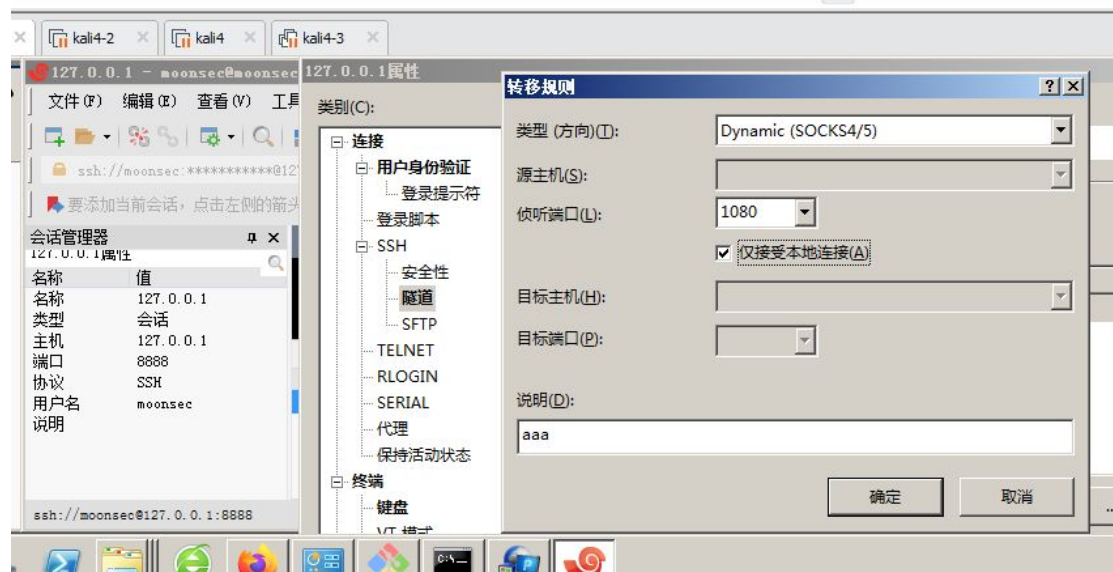 kali4-2
kali4
kali4-3
127.0.0.1 - moonsec@moonsec
文件(F) 编辑(E) 查看(V) 工具
ssh://moonsec:***********@12
要添加当前会话，点击左侧的箭头
会话管理器
127.0.0.1属性
名称 值
名称 127.0.0.1
类型 会话
主机 127.0.0.1
端口 8888
协议 SSH
用户名 moonsec
说明
ssh://moonsec@127.0.0.1:8888
127.0.0.1属性
类别(C):
连接
用户身份验证
登录提示符
登录脚本
SSH
安全性
隧道
SFTP
TELNET
RLOGIN
SERIAL
代理
保持活动状态
终端
键盘
VT 模式
转移规则
类型 (方向)(T): Dynamic (SOCKS4/5)
源主机(S):
侦听端口(L): 1080
仅接受本地连接(A)
目标主机(H):
目标端口(P):
说明(D):
aaa
确定 取消
C:\_